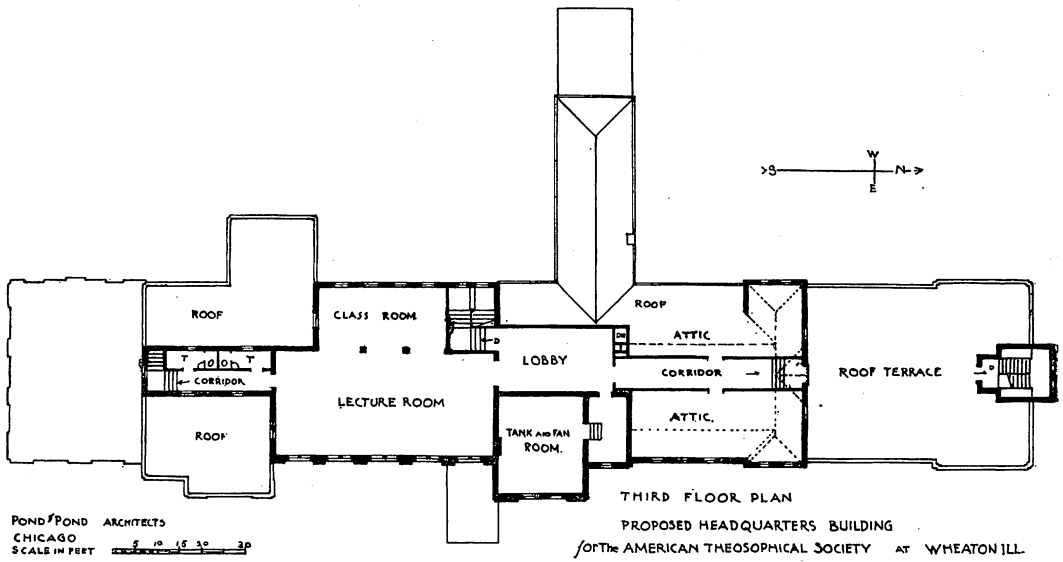 W
S N
E
ROOF
CLASS ROOM
ROOF
ATTIC
D
LOBBY
T T
CORRIDOR
CORRIDOR
ROOF TERRACE
D
LECTURE ROOM
ROOF
TANK AND FAN
ROOM.
ATTIC.
THIRD FLOOR PLAN
PROPOSED HEADQUARTERS BUILDING
for The AMERICAN THEOSOPHICAL SOCIETY AT WHEATON ILL.
POND & POND ARCHITECTS
CHICAGO
SCALE IN FEET 5 10 15 20 30